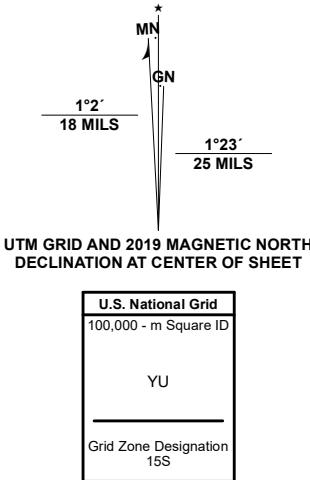 ★
MN
GN
1°2´
18 MILS
1°23´
25 MILS
UTM GRID AND 2019 MAGNETIC NORTH
DECLINATION AT CENTER OF SHEET
U.S. National Grid
100,000 - m Square ID
YU
Grid Zone Designation
15S